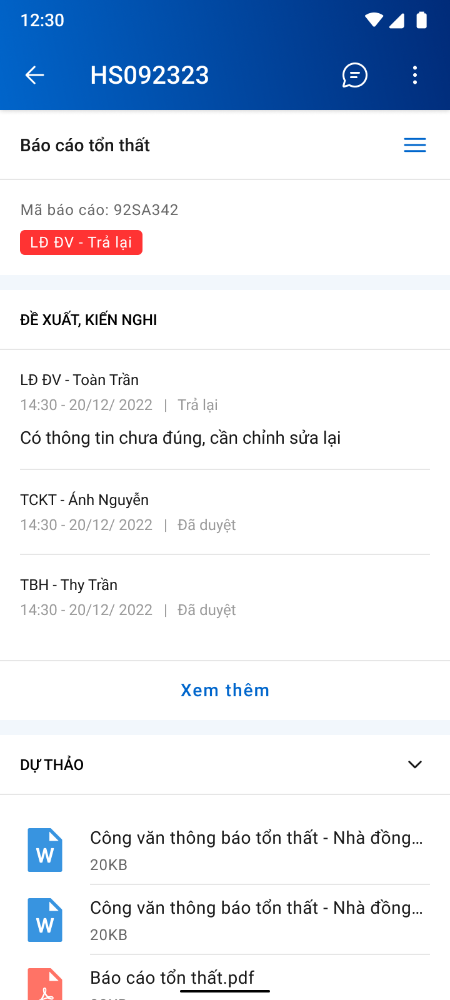 12:30
HS092323
Báo cáo tổn thất
Mã báo cáo: 92SA342
LĐ ĐV - Trả lại
ĐỀ XUẤT, KIẾN NGHI
LĐ ĐV - Toàn Trần
14:30 - 20/12/ 2022 | Trả lại
Có thông tin chưa đúng, cần chỉnh sửa lại
TCKT - Ánh Nguyễn
14:30 - 20/12/ 2022 | Đã duyệt
TBH - Thy Trần
14:30 - 20/12/ 2022 | Đã duyệt
Xem thêm
DỰ THẢO
W
Công văn thông báo tổn thất - Nhà đồng...
20KB
W
Công văn thông báo tổn thất - Nhà đồng...
20KB
Báo cáo tổn thất.pdf